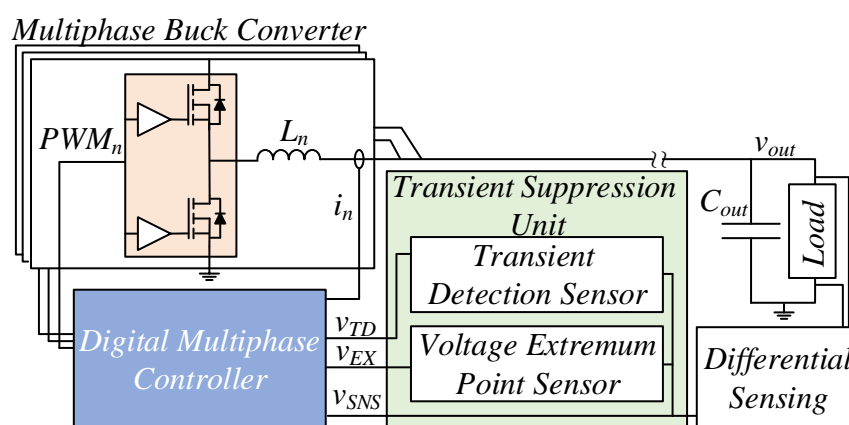 Multiphase Buck Converter
PWMn
Ln
in
vout
Cout
Load
Transient Suppression
Unit
Transient
Detection Sensor
Voltage Extremum
Point Sensor
Digital Multiphase
Controller
vTD
vEX
vSNS
Differential
Sensing